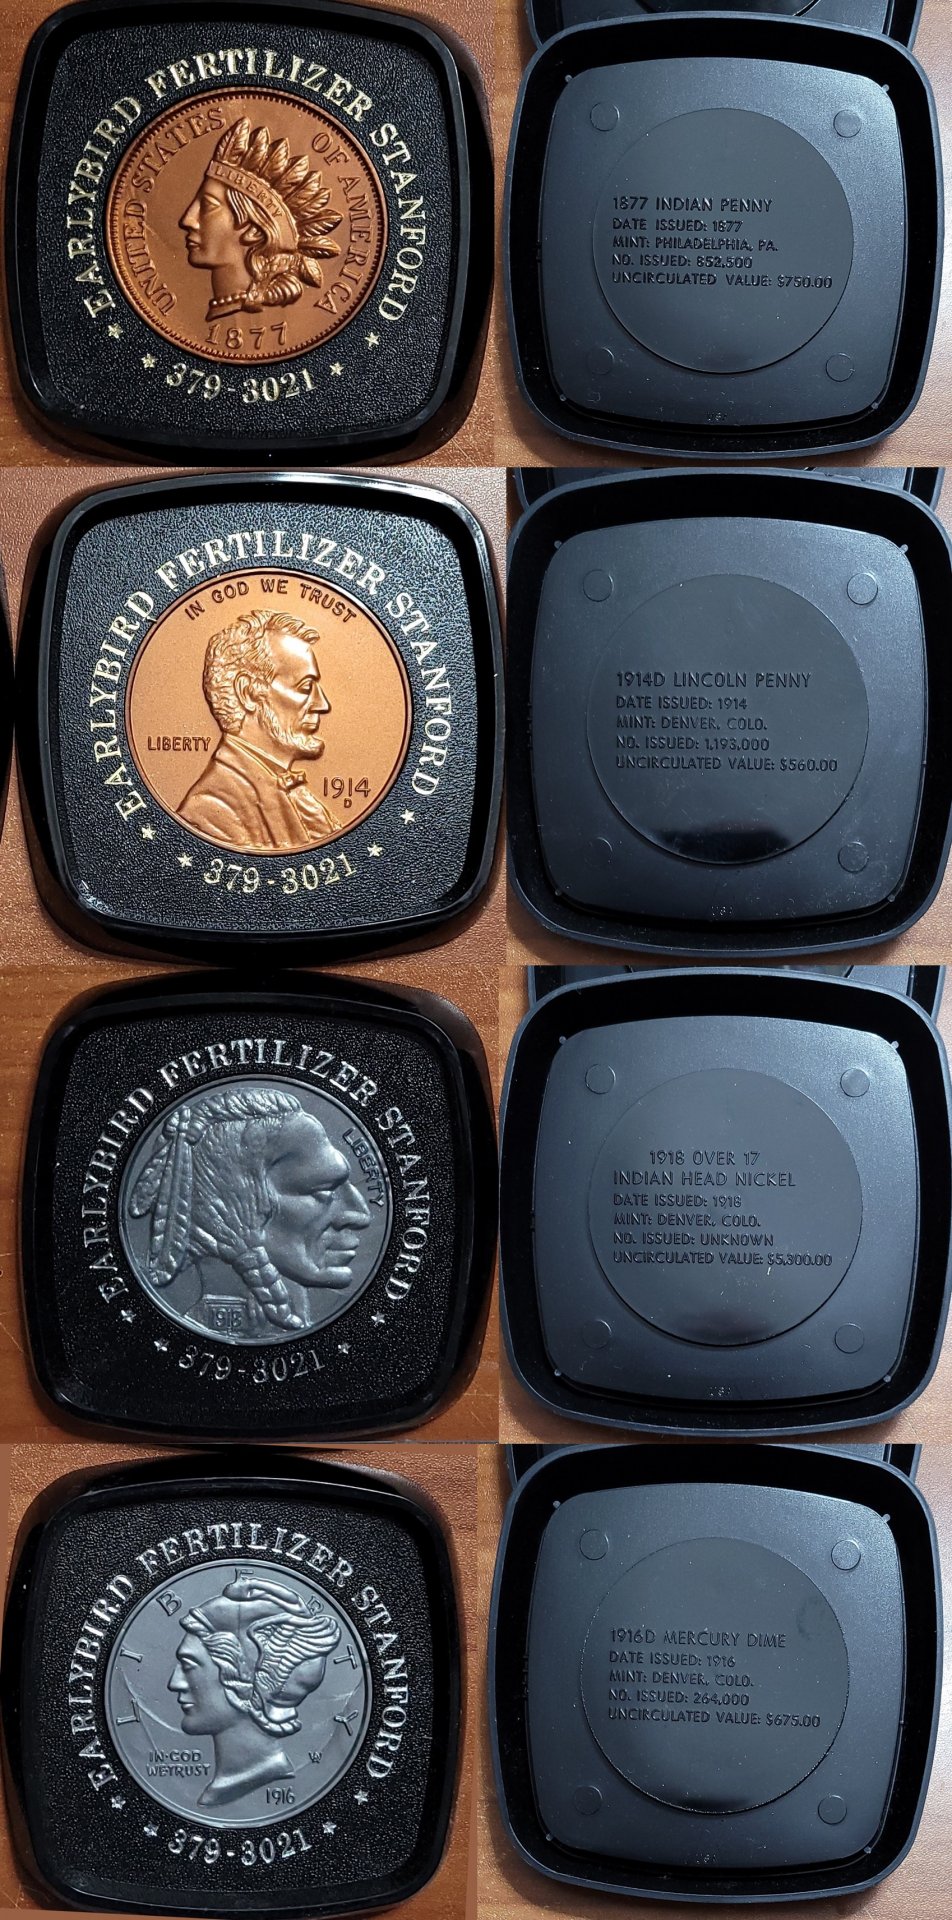 EARLYBIRD FERTILIZER STANFORD
UNITED STATES OF AMERICA
LIBERTY
1877
★ ★ 379-3021 ★ ★
1877 INDIAN PENNY
DATE ISSUED: 1877
MINT: PHILADELPHIA, PA.
NO. ISSUED: 852,500
UNCIRCULATED VALUE: $750.00
EARLYBIRD FERTILIZER STANFORD
IN GOD WE TRUST
LIBERTY
1914
D
★ ★ 379-3021 ★ ★
1914D LINCOLN PENNY
DATE ISSUED: 1914
MINT: DENVER, COLO.
NO. ISSUED: 1,193,000
UNCIRCULATED VALUE: $560.00
EARLYBIRD FERTILIZER STANFORD
LIBERTY
1918
★ ★ 379-3021 ★ ★
1918 OVER 17
INDIAN HEAD NICKEL
DATE ISSUED: 1918
MINT: DENVER, COLO.
NO. ISSUED: UNKNOWN
UNCIRCULATED VALUE: $5,300.00
EARLYBIRD FERTILIZER STANFORD
LIBERTY
IN·GOD
WE TRUST
1916
★ ★ 379-3021 ★ ★
1916D MERCURY DIME
DATE ISSUED: 1916
MINT: DENVER, COLO.
NO. ISSUED: 264,000
UNCIRCULATED VALUE: $675.00